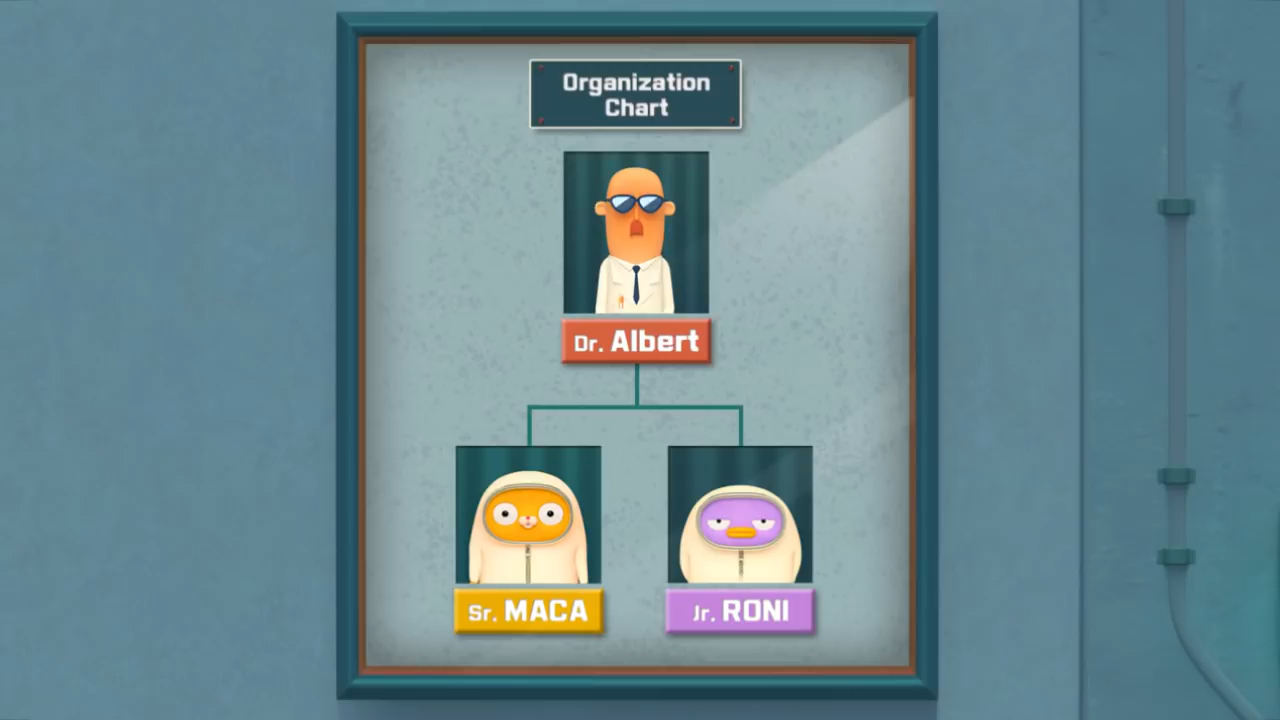 Organization
Chart
Dr. Albert
Sr. MACA
Jr. RONI